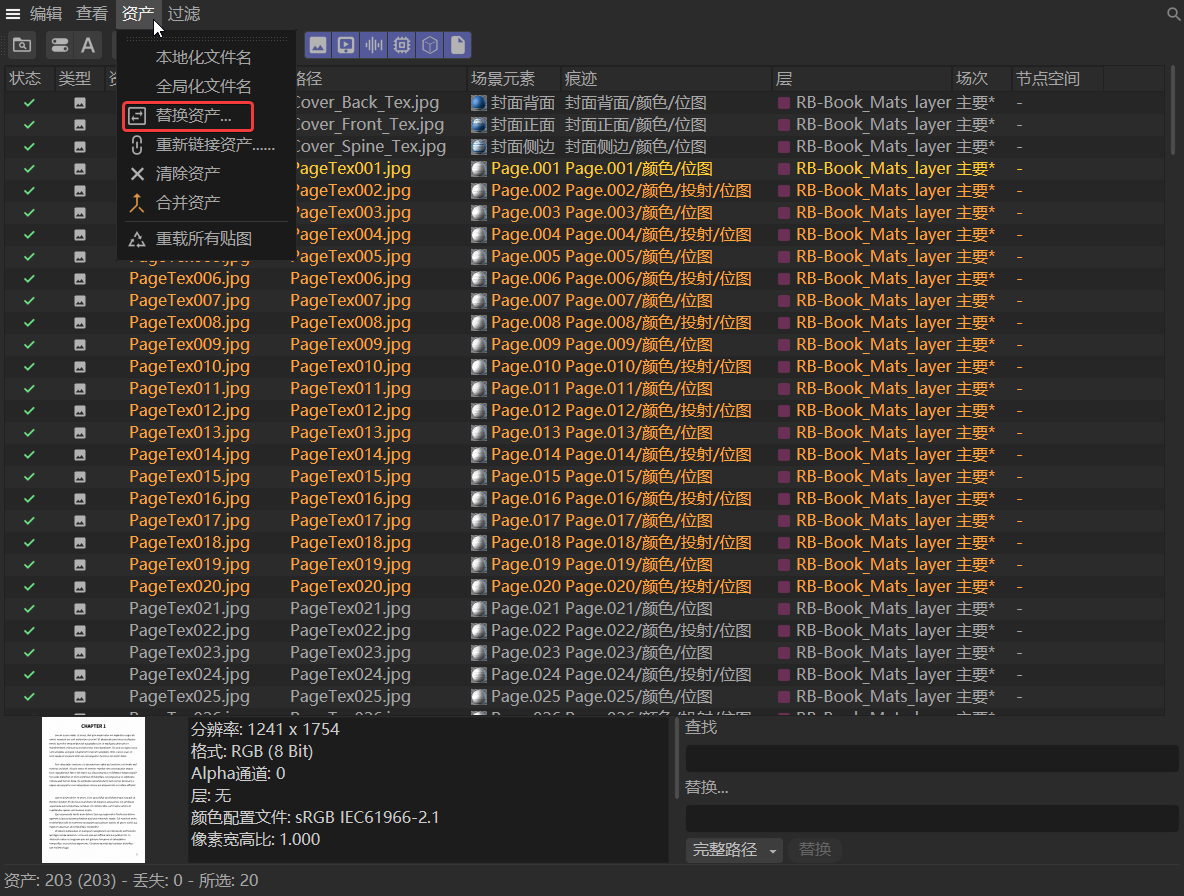 编辑 查看 资产 过滤
A
本地化文件名
全局化文件名
替换资产...
重新链接资产......
清除资产
合并资产
重载所有贴图
状态 类型 路径 场景元素 痕迹 层 场次 节点空间
Cover_Back_Tex.jpg 封面背面 封面背面/颜色/位图 RB-Book_Mats_layer 主要* -
Cover_Front_Tex.jpg 封面正面 封面正面/颜色/位图 RB-Book_Mats_layer 主要* -
Cover_Spine_Tex.jpg 封面侧边 封面侧边/颜色/位图 RB-Book_Mats_layer 主要* -
PageTex001.jpg Page.001 Page.001/颜色/位图 RB-Book_Mats_layer 主要* -
PageTex002.jpg Page.002 Page.002/颜色/投射/位图 RB-Book_Mats_layer 主要* -
PageTex003.jpg Page.003 Page.003/颜色/位图 RB-Book_Mats_layer 主要* -
PageTex004.jpg Page.004 Page.004/颜色/投射/位图 RB-Book_Mats_layer 主要* -
PageTex005.jpg Page.005 Page.005/颜色/位图 RB-Book_Mats_layer 主要* -
PageTex006.jpg PageTex006.jpg Page.006 Page.006/颜色/投射/位图 RB-Book_Mats_layer 主要* -
PageTex007.jpg PageTex007.jpg Page.007 Page.007/颜色/位图 RB-Book_Mats_layer 主要* -
PageTex008.jpg PageTex008.jpg Page.008 Page.008/颜色/投射/位图 RB-Book_Mats_layer 主要* -
PageTex009.jpg PageTex009.jpg Page.009 Page.009/颜色/位图 RB-Book_Mats_layer 主要* -
PageTex010.jpg PageTex010.jpg Page.010 Page.010/颜色/投射/位图 RB-Book_Mats_layer 主要* -
PageTex011.jpg PageTex011.jpg Page.011 Page.011/颜色/位图 RB-Book_Mats_layer 主要* -
PageTex012.jpg PageTex012.jpg Page.012 Page.012/颜色/投射/位图 RB-Book_Mats_layer 主要* -
PageTex013.jpg PageTex013.jpg Page.013 Page.013/颜色/位图 RB-Book_Mats_layer 主要* -
PageTex014.jpg PageTex014.jpg Page.014 Page.014/颜色/投射/位图 RB-Book_Mats_layer 主要* -
PageTex015.jpg PageTex015.jpg Page.015 Page.015/颜色/位图 RB-Book_Mats_layer 主要* -
PageTex016.jpg PageTex016.jpg Page.016 Page.016/颜色/投射/位图 RB-Book_Mats_layer 主要* -
PageTex017.jpg PageTex017.jpg Page.017 Page.017/颜色/位图 RB-Book_Mats_layer 主要* -
PageTex018.jpg PageTex018.jpg Page.018 Page.018/颜色/投射/位图 RB-Book_Mats_layer 主要* -
PageTex019.jpg PageTex019.jpg Page.019 Page.019/颜色/位图 RB-Book_Mats_layer 主要* -
PageTex020.jpg PageTex020.jpg Page.020 Page.020/颜色/投射/位图 RB-Book_Mats_layer 主要* -
PageTex021.jpg PageTex021.jpg Page.021 Page.021/颜色/位图 RB-Book_Mats_layer 主要* -
PageTex022.jpg PageTex022.jpg Page.022 Page.022/颜色/投射/位图 RB-Book_Mats_layer 主要* -
PageTex023.jpg PageTex023.jpg Page.023 Page.023/颜色/位图 RB-Book_Mats_layer 主要* -
PageTex024.jpg PageTex024.jpg Page.024 Page.024/颜色/投射/位图 RB-Book_Mats_layer 主要* -
PageTex025.jpg PageTex025.jpg Page.025 Page.025/颜色/位图 RB-Book_Mats_layer 主要* -
CHAPTER 1
分辨率: 1241 x 1754
格式: RGB (8 Bit)
Alpha通道: 0
层: 无
颜色配置文件: sRGB IEC61966-2.1
像素宽高比: 1.000
查找
替换...
完整路径 替换
资产: 203 (203) - 丢失: 0 - 所选: 20